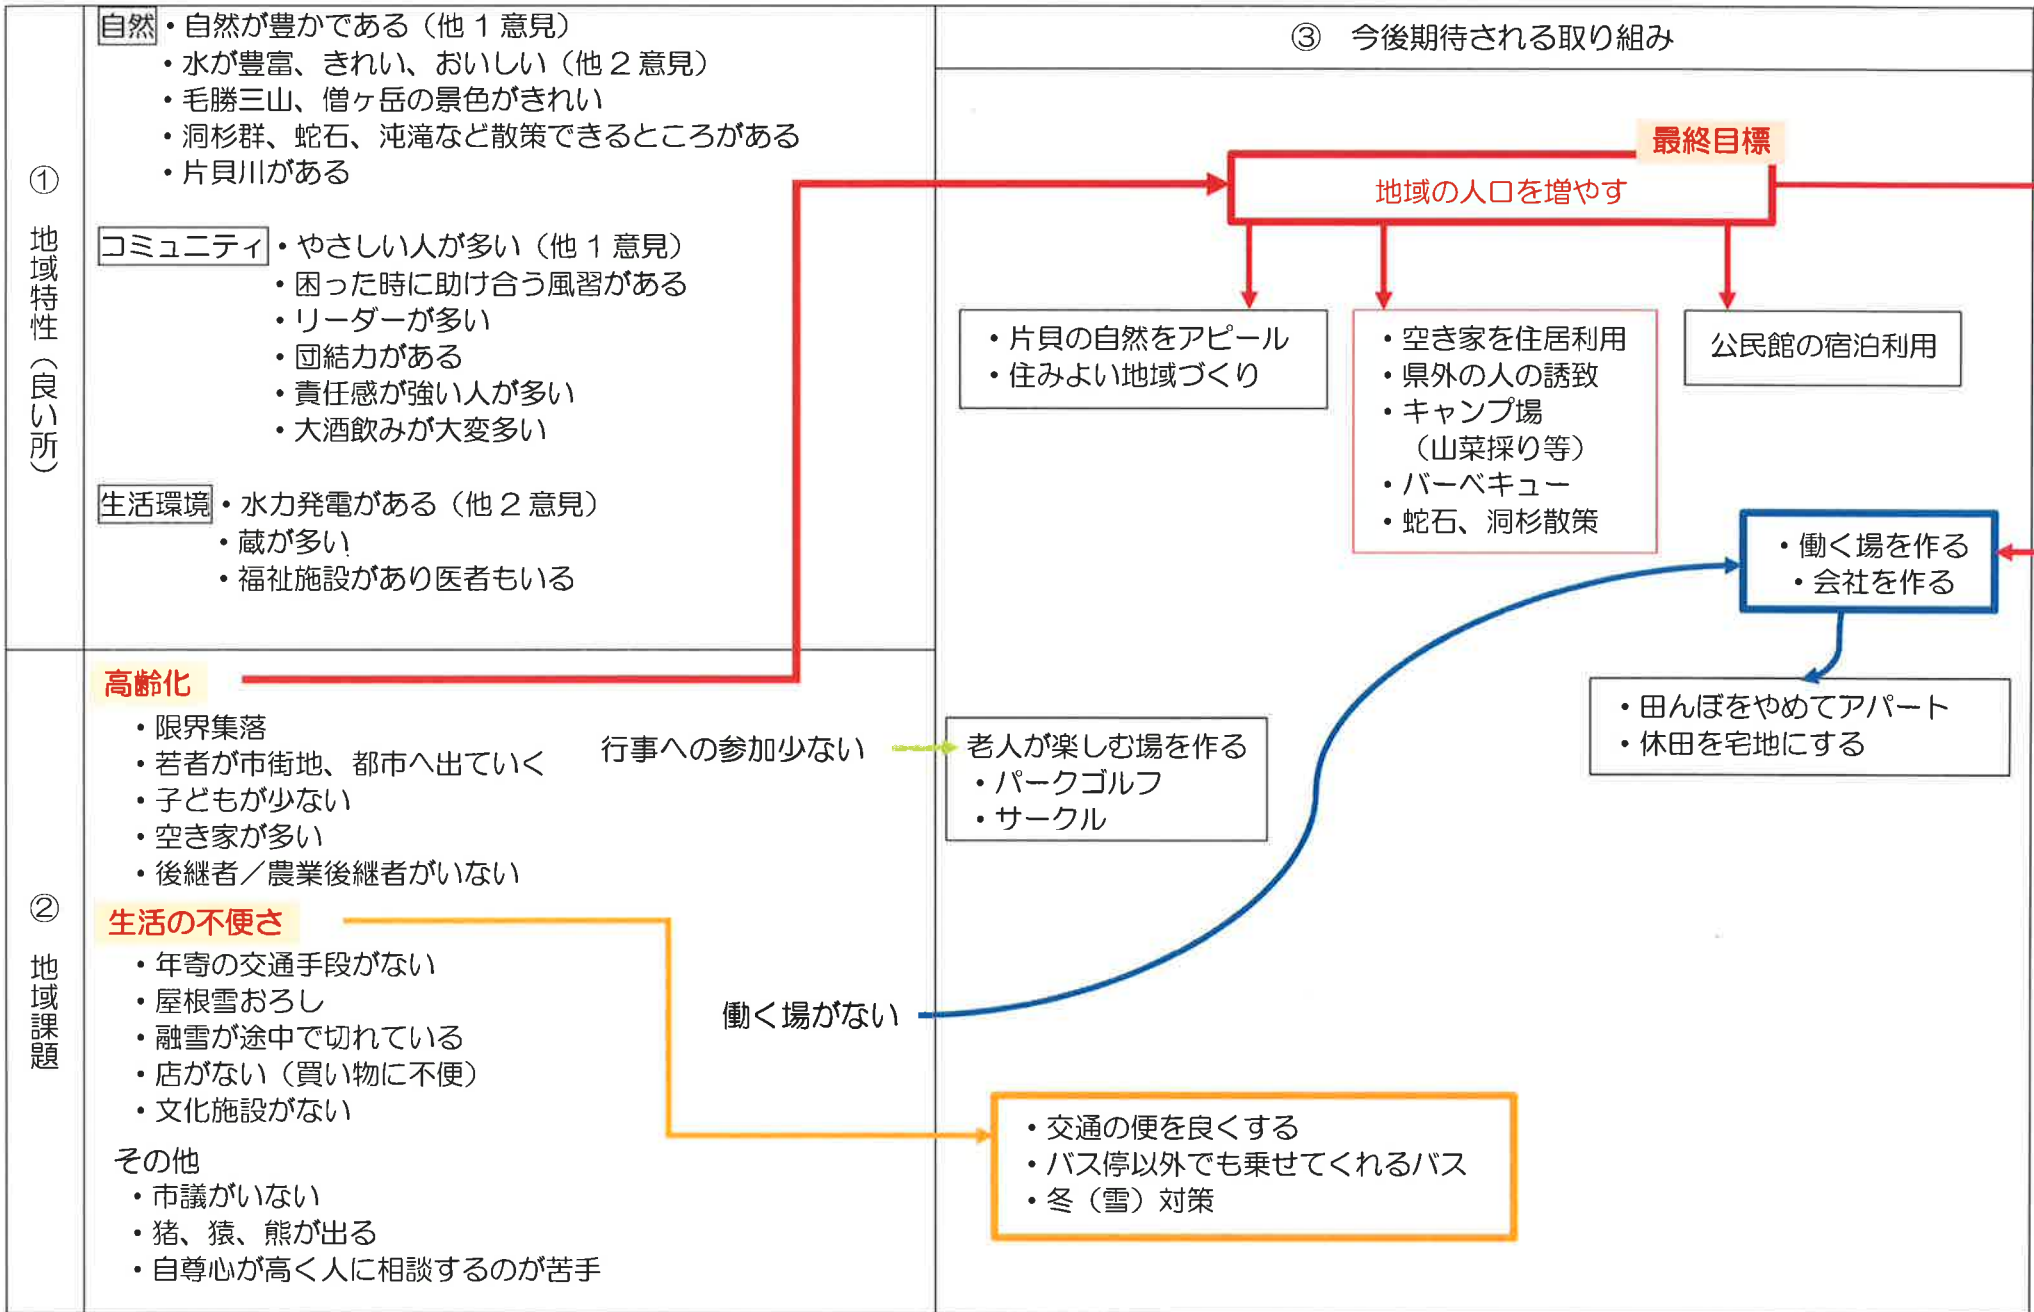 ① 地域特性（良い所）
自然・自然が豊かである（他１意見）
・水が豊富、きれい、おいしい（他２意見）
・毛勝三山、僧ヶ岳の景色がきれい
・洞杉群、蛇石、沌滝など散策できるところがある
・片貝川がある
コミュニティ・やさしい人が多い（他１意見）
・困った時に助け合う風習がある
・リーダーが多い
・団結力がある
・責任感が強い人が多い
・大酒飲みが大変多い
生活環境・水力発電がある（他２意見）
・蔵が多い
・福祉施設があり医者もいる
② 地域課題
高齢化
・限界集落
・若者が市街地、都市へ出ていく
・子どもが少ない
・空き家が多い
・後継者／農業後継者がいない
行事への参加少ない
生活の不便さ
・年寄の交通手段がない
・屋根雪おろし
・融雪が途中で切れている
・店がない（買い物に不便）
・文化施設がない
働く場がない
その他
・市議がいない
・猪、猿、熊が出る
・自尊心が高く人に相談するのが苦手
③ 今後期待される取り組み
最終目標
地域の人口を増やす
・片貝の自然をアピール
・住みよい地域づくり
・空き家を住居利用
・県外の人の誘致
・キャンプ場
（山菜採り等）
・バーベキュー
・蛇石、洞杉散策
公民館の宿泊利用
・働く場を作る
・会社を作る
・田んぼをやめてアパート
・休田を宅地にする
老人が楽しむ場を作る
・パークゴルフ
・サークル
・交通の便を良くする
・バス停以外でも乗せてくれるバス
・冬（雪）対策